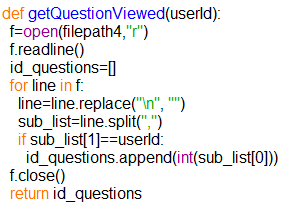 def getQuestionViewed(userId):
  f=open(filepath4,"r")
  f.readline()
  id_questions=[]
  for line in f:
    line=line.replace("\n", "")
    sub_list=line.split(",")
    if sub_list[1]==userId:
      id_questions.append(int(sub_list[0]))
  f.close()
  return id_questions